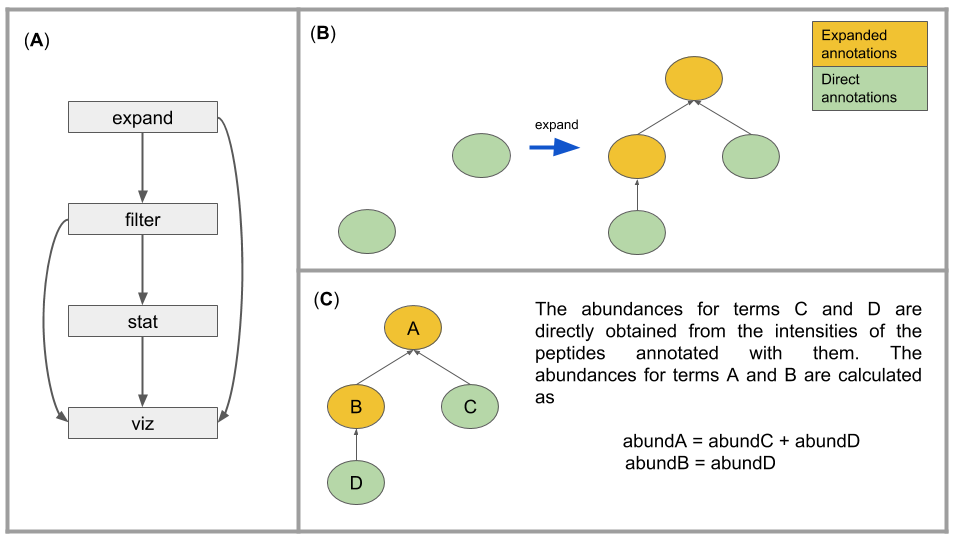 (A)
expand
filter
stat
viz
(B)
expand
Expanded
annotations
Direct
annotations
(C)
A
B
C
D
The abundances for terms C and D are
directly obtained from the intensities of the
peptides annotated with them. The
abundances for terms A and B are calculated
as
abundA = abundC + abundD
abundB = abundD